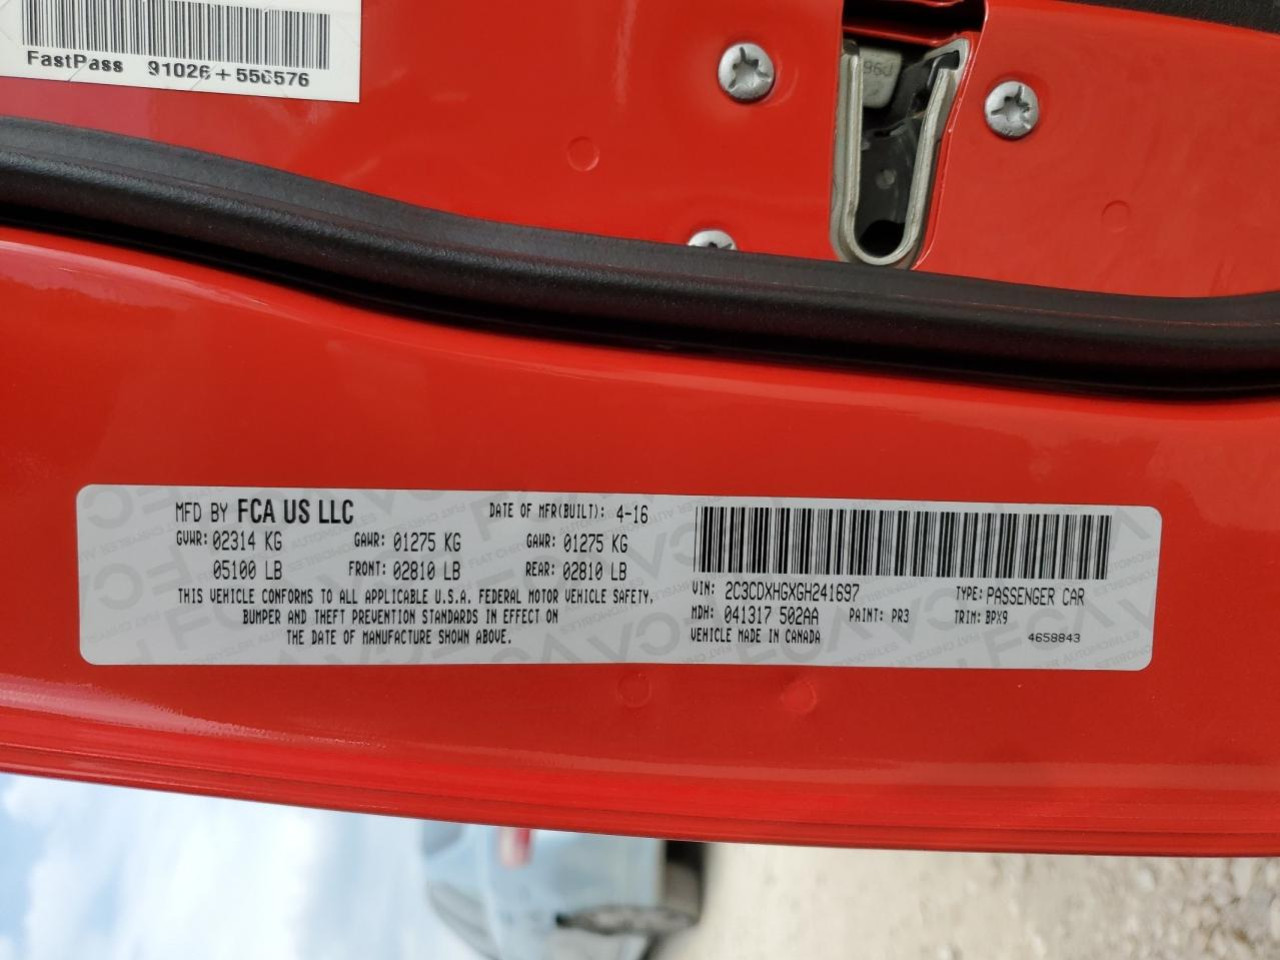 FastPass 91026+556576
MFD BY FCA US LLC DATE OF MFR(BUILT): 4-16
GVWR: 02314 KG GAWR: 01275 KG GAWR: 01275 KG
05100 LB FRONT: 02810 LB REAR: 02810 LB
THIS VEHICLE CONFORMS TO ALL APPLICABLE U.S.A. FEDERAL MOTOR VEHICLE SAFETY,
BUMPER AND THEFT PREVENTION STANDARDS IN EFFECT ON
THE DATE OF MANUFACTURE SHOWN ABOVE.
VIN: 2C3CDXHGXGH241697 TYPE: PASSENGER CAR
MDH: 041317 502AA PAINT: PR3 TRIM: BPX9
VEHICLE MADE IN CANADA 4658843